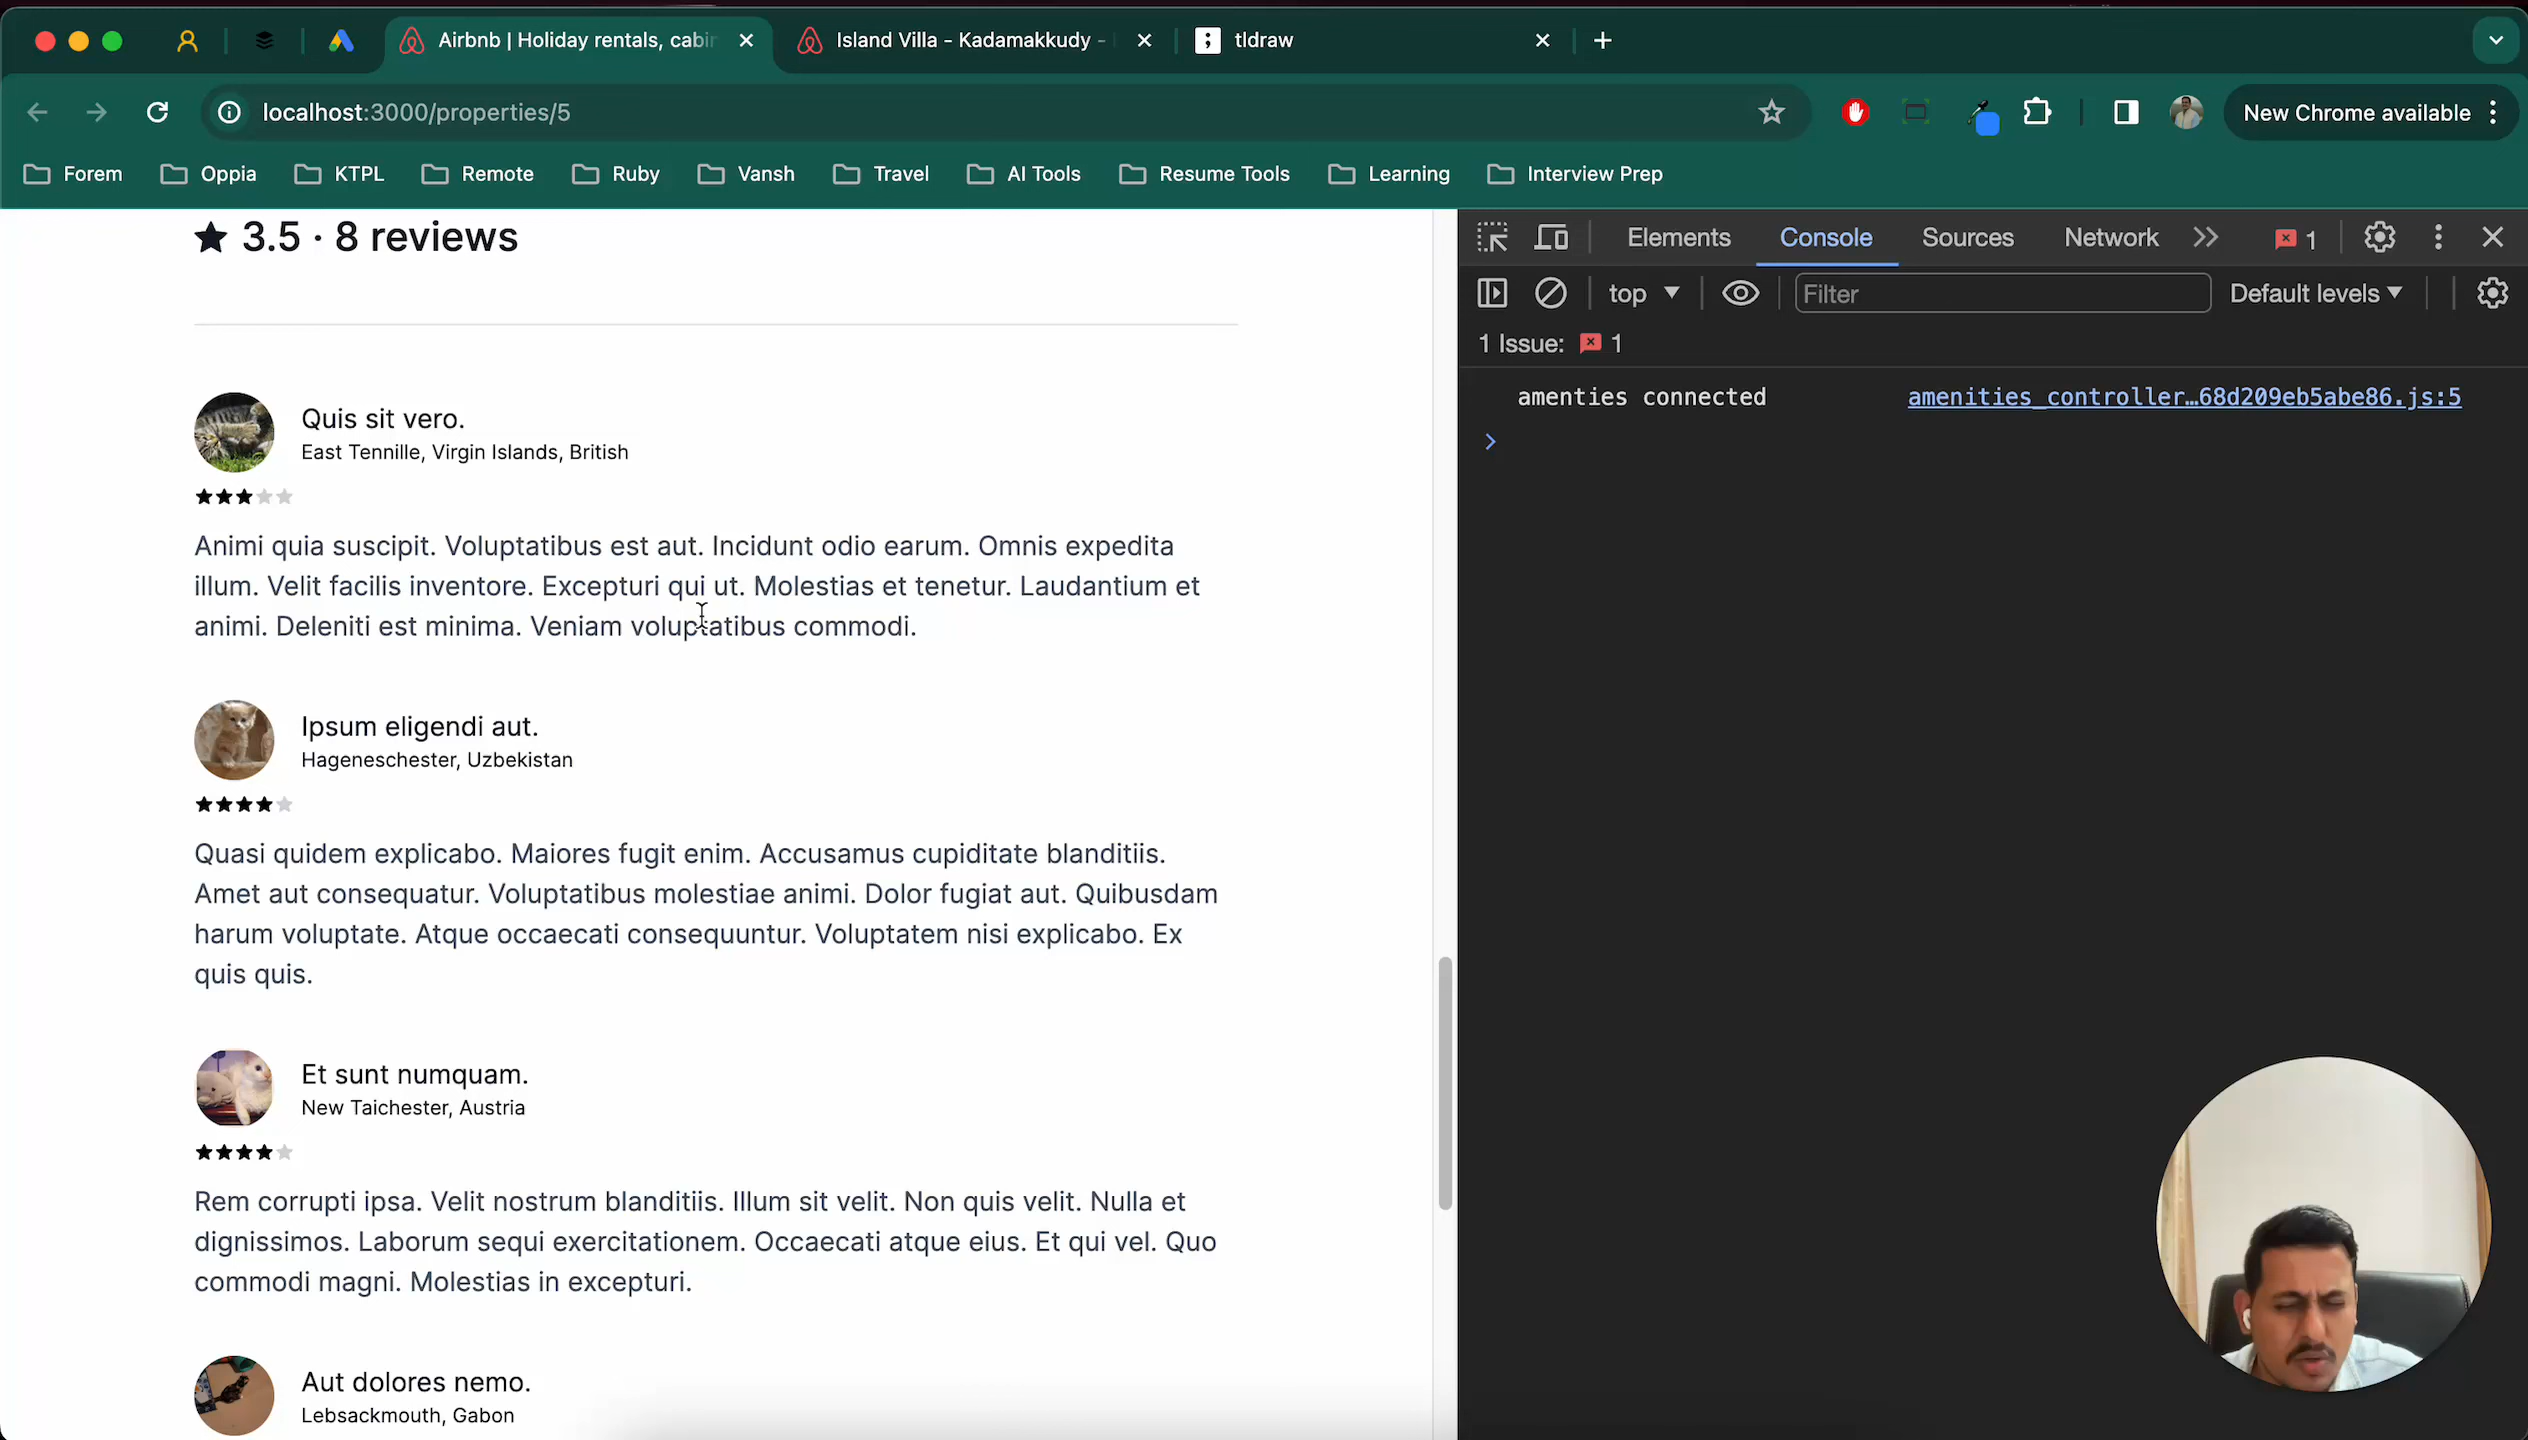 Airbnb | Holiday rentals, cabi
Island Villa - Kadamakkudy -
tldraw
localhost:3000/properties/5
New Chrome available
Forem
Oppia
KTPL
Remote
Ruby
Vansh
Travel
AI Tools
Resume Tools
Learning
Interview Prep
3.5 · 8 reviews
Quis sit vero.
East Tennille, Virgin Islands, British
Animi quia suscipit. Voluptatibus est aut. Incidunt odio earum. Omnis expedita
illum. Velit facilis inventore. Excepturi qui ut. Molestias et tenetur. Laudantium et
animi. Deleniti est minima. Veniam voluptatibus commodi.
Ipsum eligendi aut.
Hageneschester, Uzbekistan
Quasi quidem explicabo. Maiores fugit enim. Accusamus cupiditate blanditiis.
Amet aut consequatur. Voluptatibus molestiae animi. Dolor fugiat aut. Quibusdam
harum voluptate. Atque occaecati consequuntur. Voluptatem nisi explicabo. Ex
quis quis.
Et sunt numquam.
New Taichester, Austria
Rem corrupti ipsa. Velit nostrum blanditiis. Illum sit velit. Non quis velit. Nulla et
dignissimos. Laborum sequi exercitationem. Occaecati atque eius. Et qui vel. Quo
commodi magni. Molestias in excepturi.
Aut dolores nemo.
Lebsackmouth, Gabon
Elements
Console
Sources
Network
1
top
Filter
Default levels
1 Issue: 1
amenties connected
amenities_controller…68d209eb5abe86.js:5